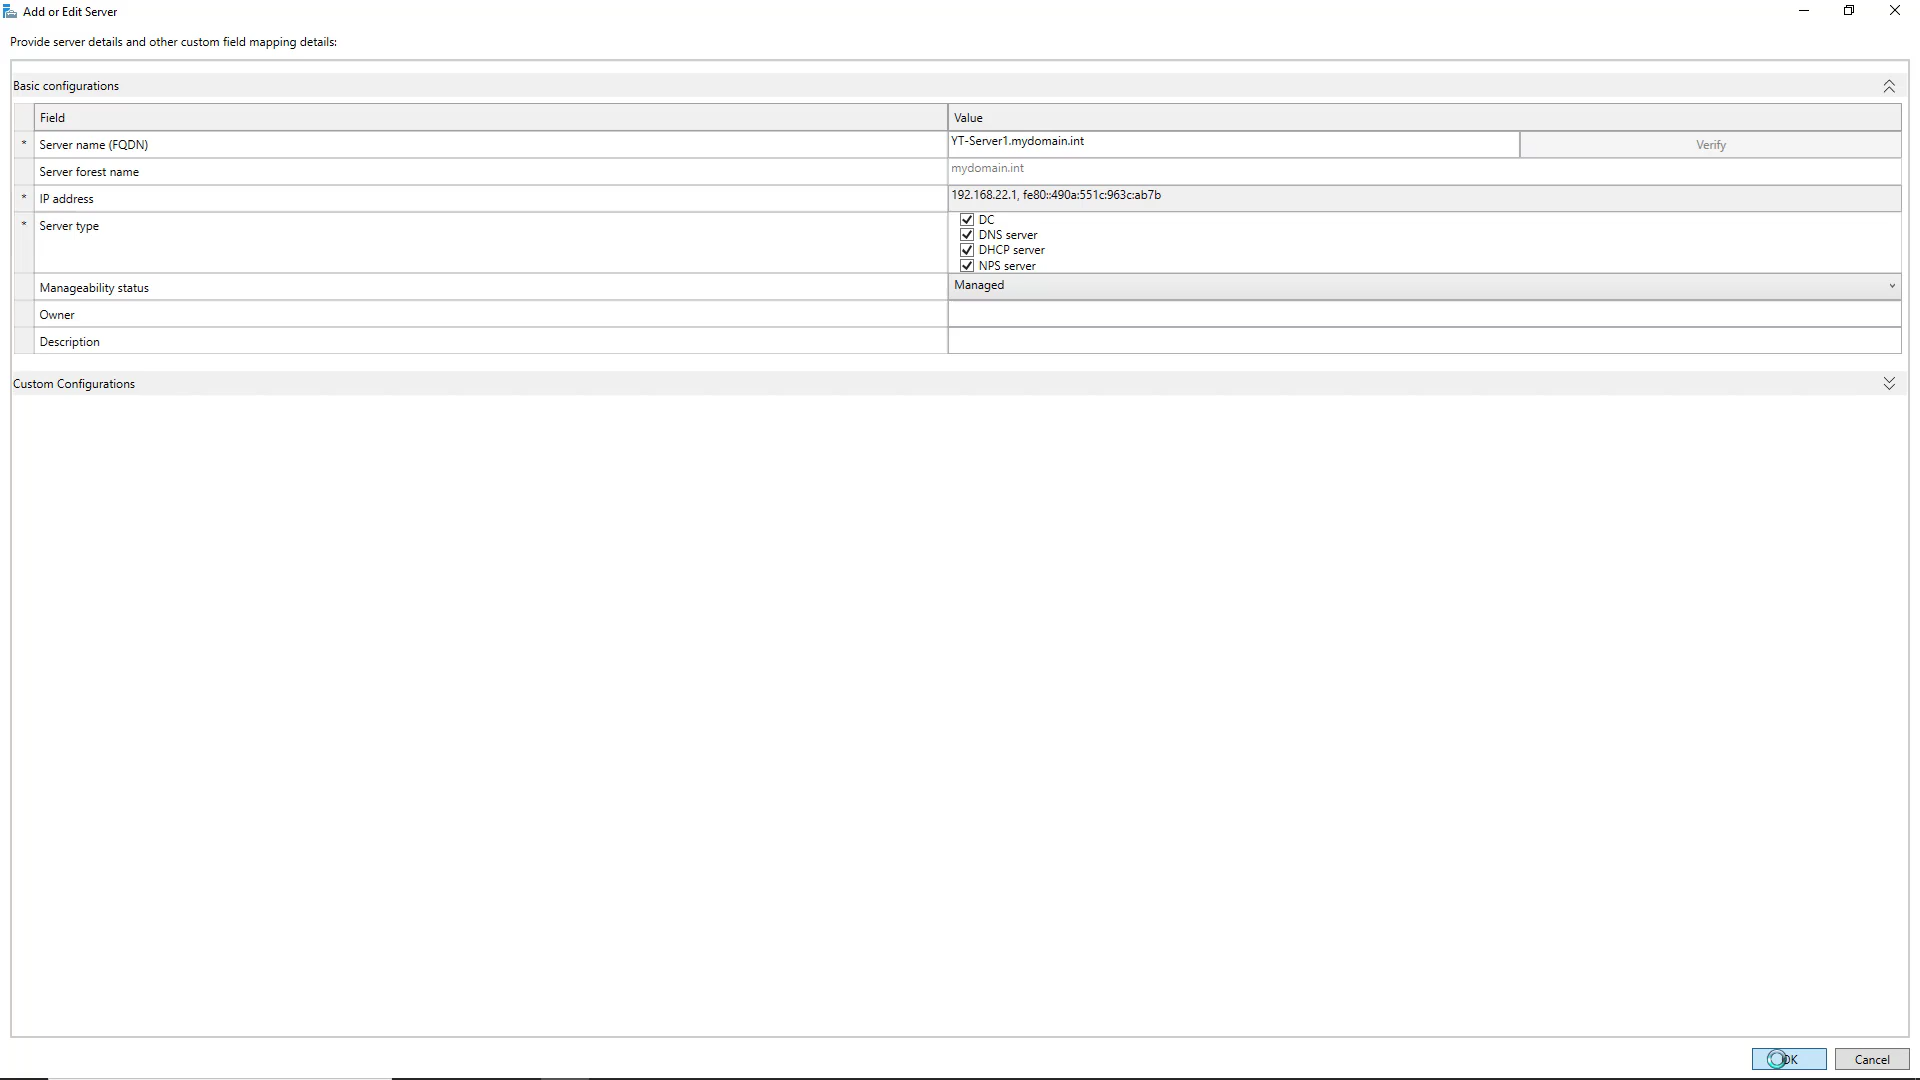 Add or Edit Server
Provide server details and other custom field mapping details:
Basic configurations
Field Value
* Server name (FQDN) YT-Server1.mydomain.int Verify
Server forest name mydomain.int
* IP address 192.168.22.1, fe80::490a:551c:963c:ab7b
* Server type DC
DNS server
DHCP server
NPS server
Manageability status Managed
Owner
Description
Custom Configurations
OK Cancel